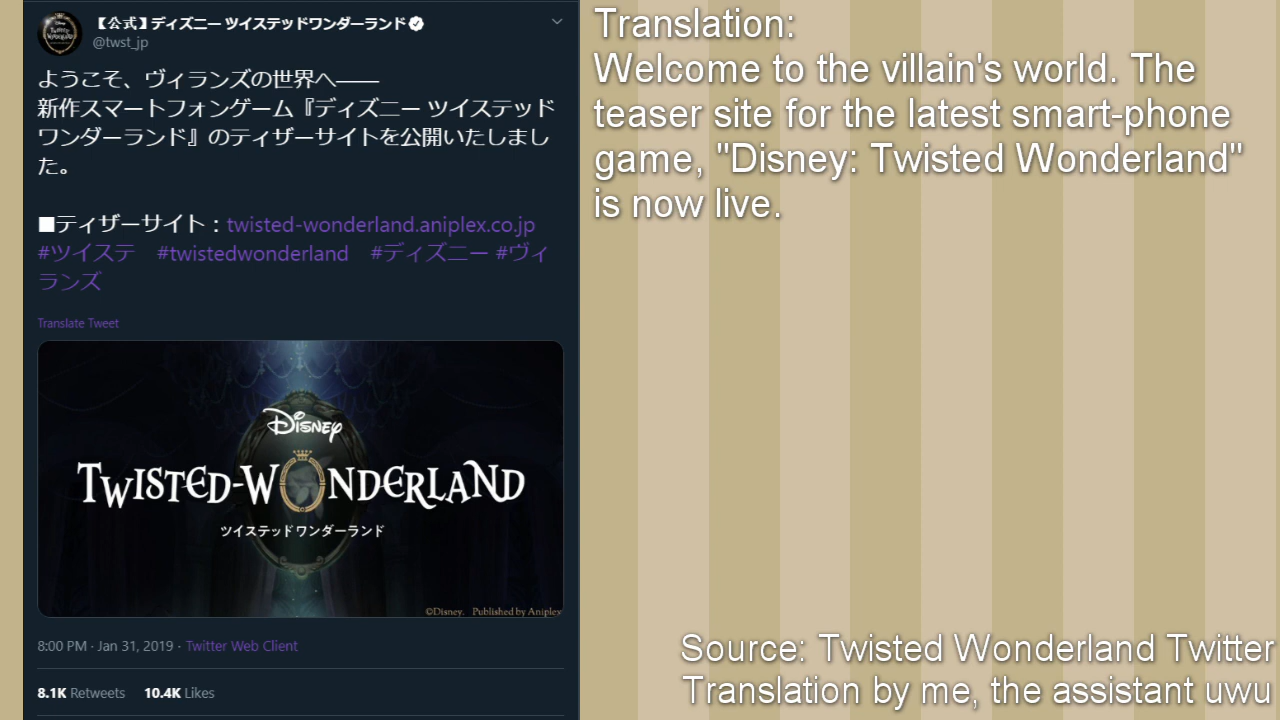 【公式】ディズニー ツイステッドワンダーランド
@twst_jp
ようこそ、ヴィランズの世界へ――
新作スマートフォンゲーム『ディズニー ツイステッド
ワンダーランド』のティザーサイトを公開いたしまし
た。
■ティザーサイト：twisted-wonderland.aniplex.co.jp
#ツイステ #twistedwonderland #ディズニー #ヴィ
ランズ
Translate Tweet
DISNEY
TWISTED-WONDERLAND
ツイステッドワンダーランド
©Disney. Published by Aniplex
8:00 PM · Jan 31, 2019 · Twitter Web Client
8.1K Retweets 10.4K Likes
Translation:
Welcome to the villain's world. The
teaser site for the latest smart-phone
game, "Disney: Twisted Wonderland"
is now live.
Source: Twisted Wonderland Twitter
Translation by me, the assistant uwu